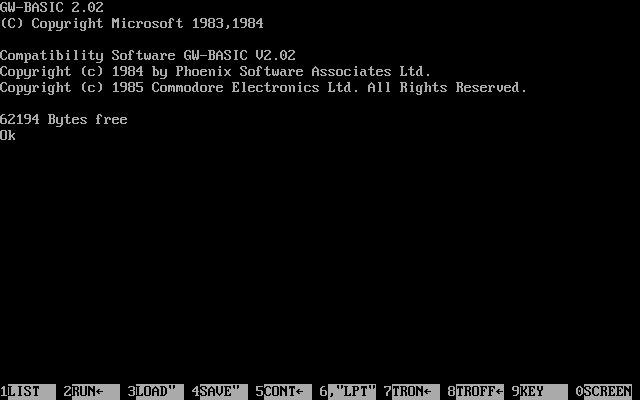 GW-BASIC 2.02
(C) Copyright Microsoft 1983,1984
Compatibility Software GW-BASIC V2.02
Copyright (c) 1984 by Phoenix Software Associates Ltd.
Copyright (c) 1985 Commodore Electronics Ltd. All Rights Reserved.
62194 Bytes free
Ok
1LIST 2RUN← 3LOAD" 4SAVE" 5CONT← 6,"LPT" 7TRON← 8TROFF← 9KEY 0SCREEN